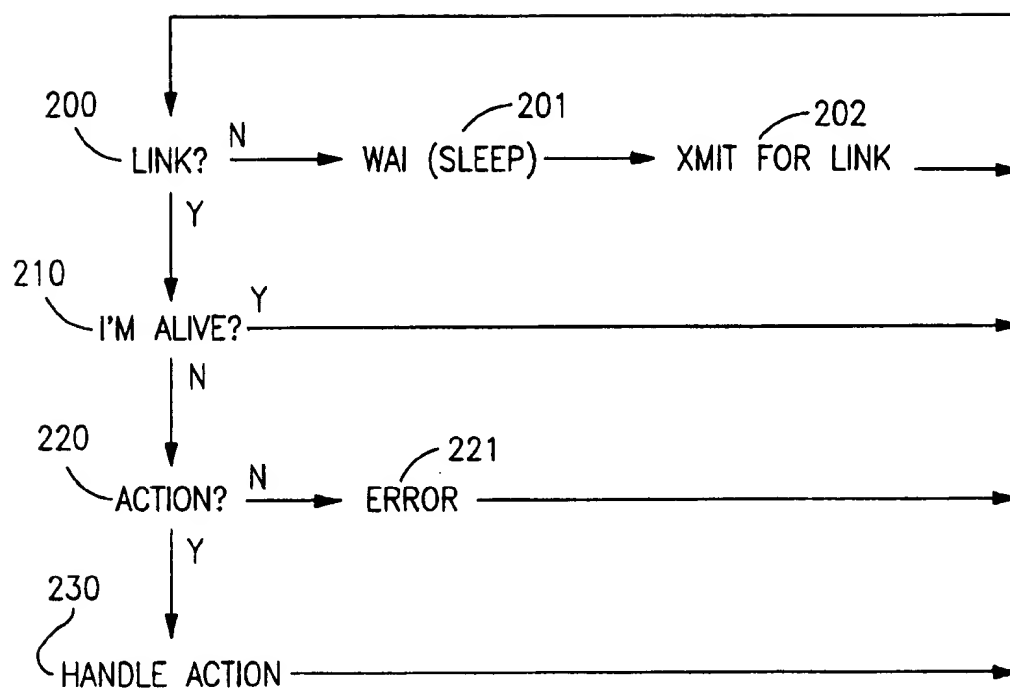 200
201
202
LINK?
N
WAI (SLEEP)
XMIT FOR LINK
Y
210
I'M ALIVE?
Y
N
220
221
ACTION?
N
ERROR
Y
230
HANDLE ACTION